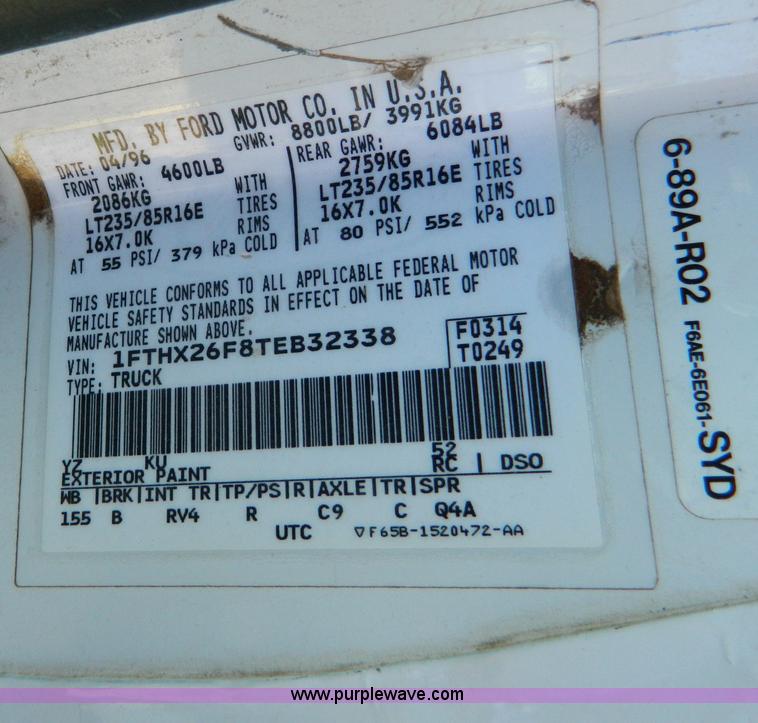 MFD. BY FORD MOTOR CO. IN U.S.A.
DATE: 04/96 GVWR: 8800LB/ 3991KG
FRONT GAWR: 4600LB
2086KG WITH
LT235/85R16E TIRES
16X7.0K RIMS
AT 55 PSI/ 379 kPa COLD
REAR GAWR: 6084LB
2759KG WITH
LT235/85R16E TIRES
16X7.0K RIMS
AT 80 PSI/ 552 kPa COLD
THIS VEHICLE CONFORMS TO ALL APPLICABLE FEDERAL MOTOR
VEHICLE SAFETY STANDARDS IN EFFECT ON THE DATE OF
MANUFACTURE SHOWN ABOVE.
VIN: 1FTHX26F8TEB32338
TYPE: TRUCK
F0314
T0249
YZ KU 52
EXTERIOR PAINT RC | DSO
WB |BRK|INT TR|TP/PS|R|AXLE|TR|SPR
155 B RV4 R C9 C Q4A
UTC ▽F65B-1520472-AA
6-89A-R02 F6AE-6E061-SYD
www.purplewave.com